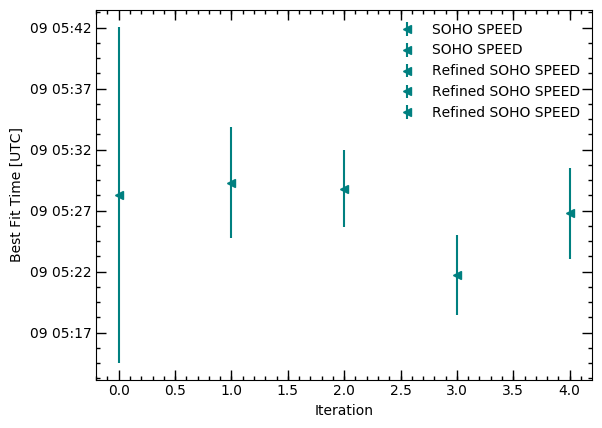 SOHO SPEED
SOHO SPEED
Refined SOHO SPEED
Refined SOHO SPEED
Refined SOHO SPEED
Best Fit Time [UTC]
09 05:42
09 05:37
09 05:32
09 05:27
09 05:22
09 05:17
0.0 0.5 1.0 1.5 2.0 2.5 3.0 3.5 4.0
Iteration